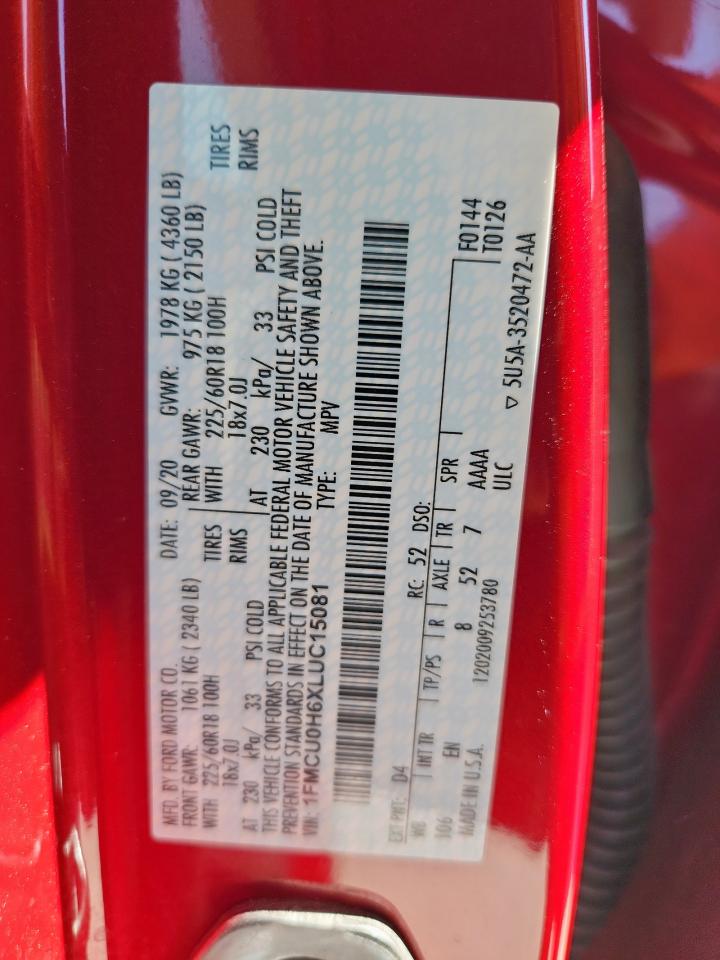 MFD. BY FORD MOTOR CO. DATE: 09/20 GVWR: 1978 KG ( 4360 LB)
FRONT GAWR: 1061 KG ( 2340 LB) REAR GAWR: 975 KG ( 2150 LB)
WITH 225/60R18 100H TIRES WITH 225/60R18 100H TIRES
18x7.0J RIMS 18x7.0J RIMS
AT 230 kPa/ 33 PSI COLD AT 230 kPa/ 33 PSI COLD
THIS VEHICLE CONFORMS TO ALL APPLICABLE FEDERAL MOTOR VEHICLE SAFETY AND THEFT
PREVENTION STANDARDS IN EFFECT ON THE DATE OF MANUFACTURE SHOWN ABOVE.
VIN: 1FMCU0H6XLUC15081 TYPE: MPV
EXT PNT: D4 RC: 52 DSO: F0144
WB INT TR TP/PS R AXLE TR SPR T0126
106 EN 8 52 7 AAAA
MADE IN U.S.A. 1202009253780 ULC
▽ 5U5A-3520472-AA